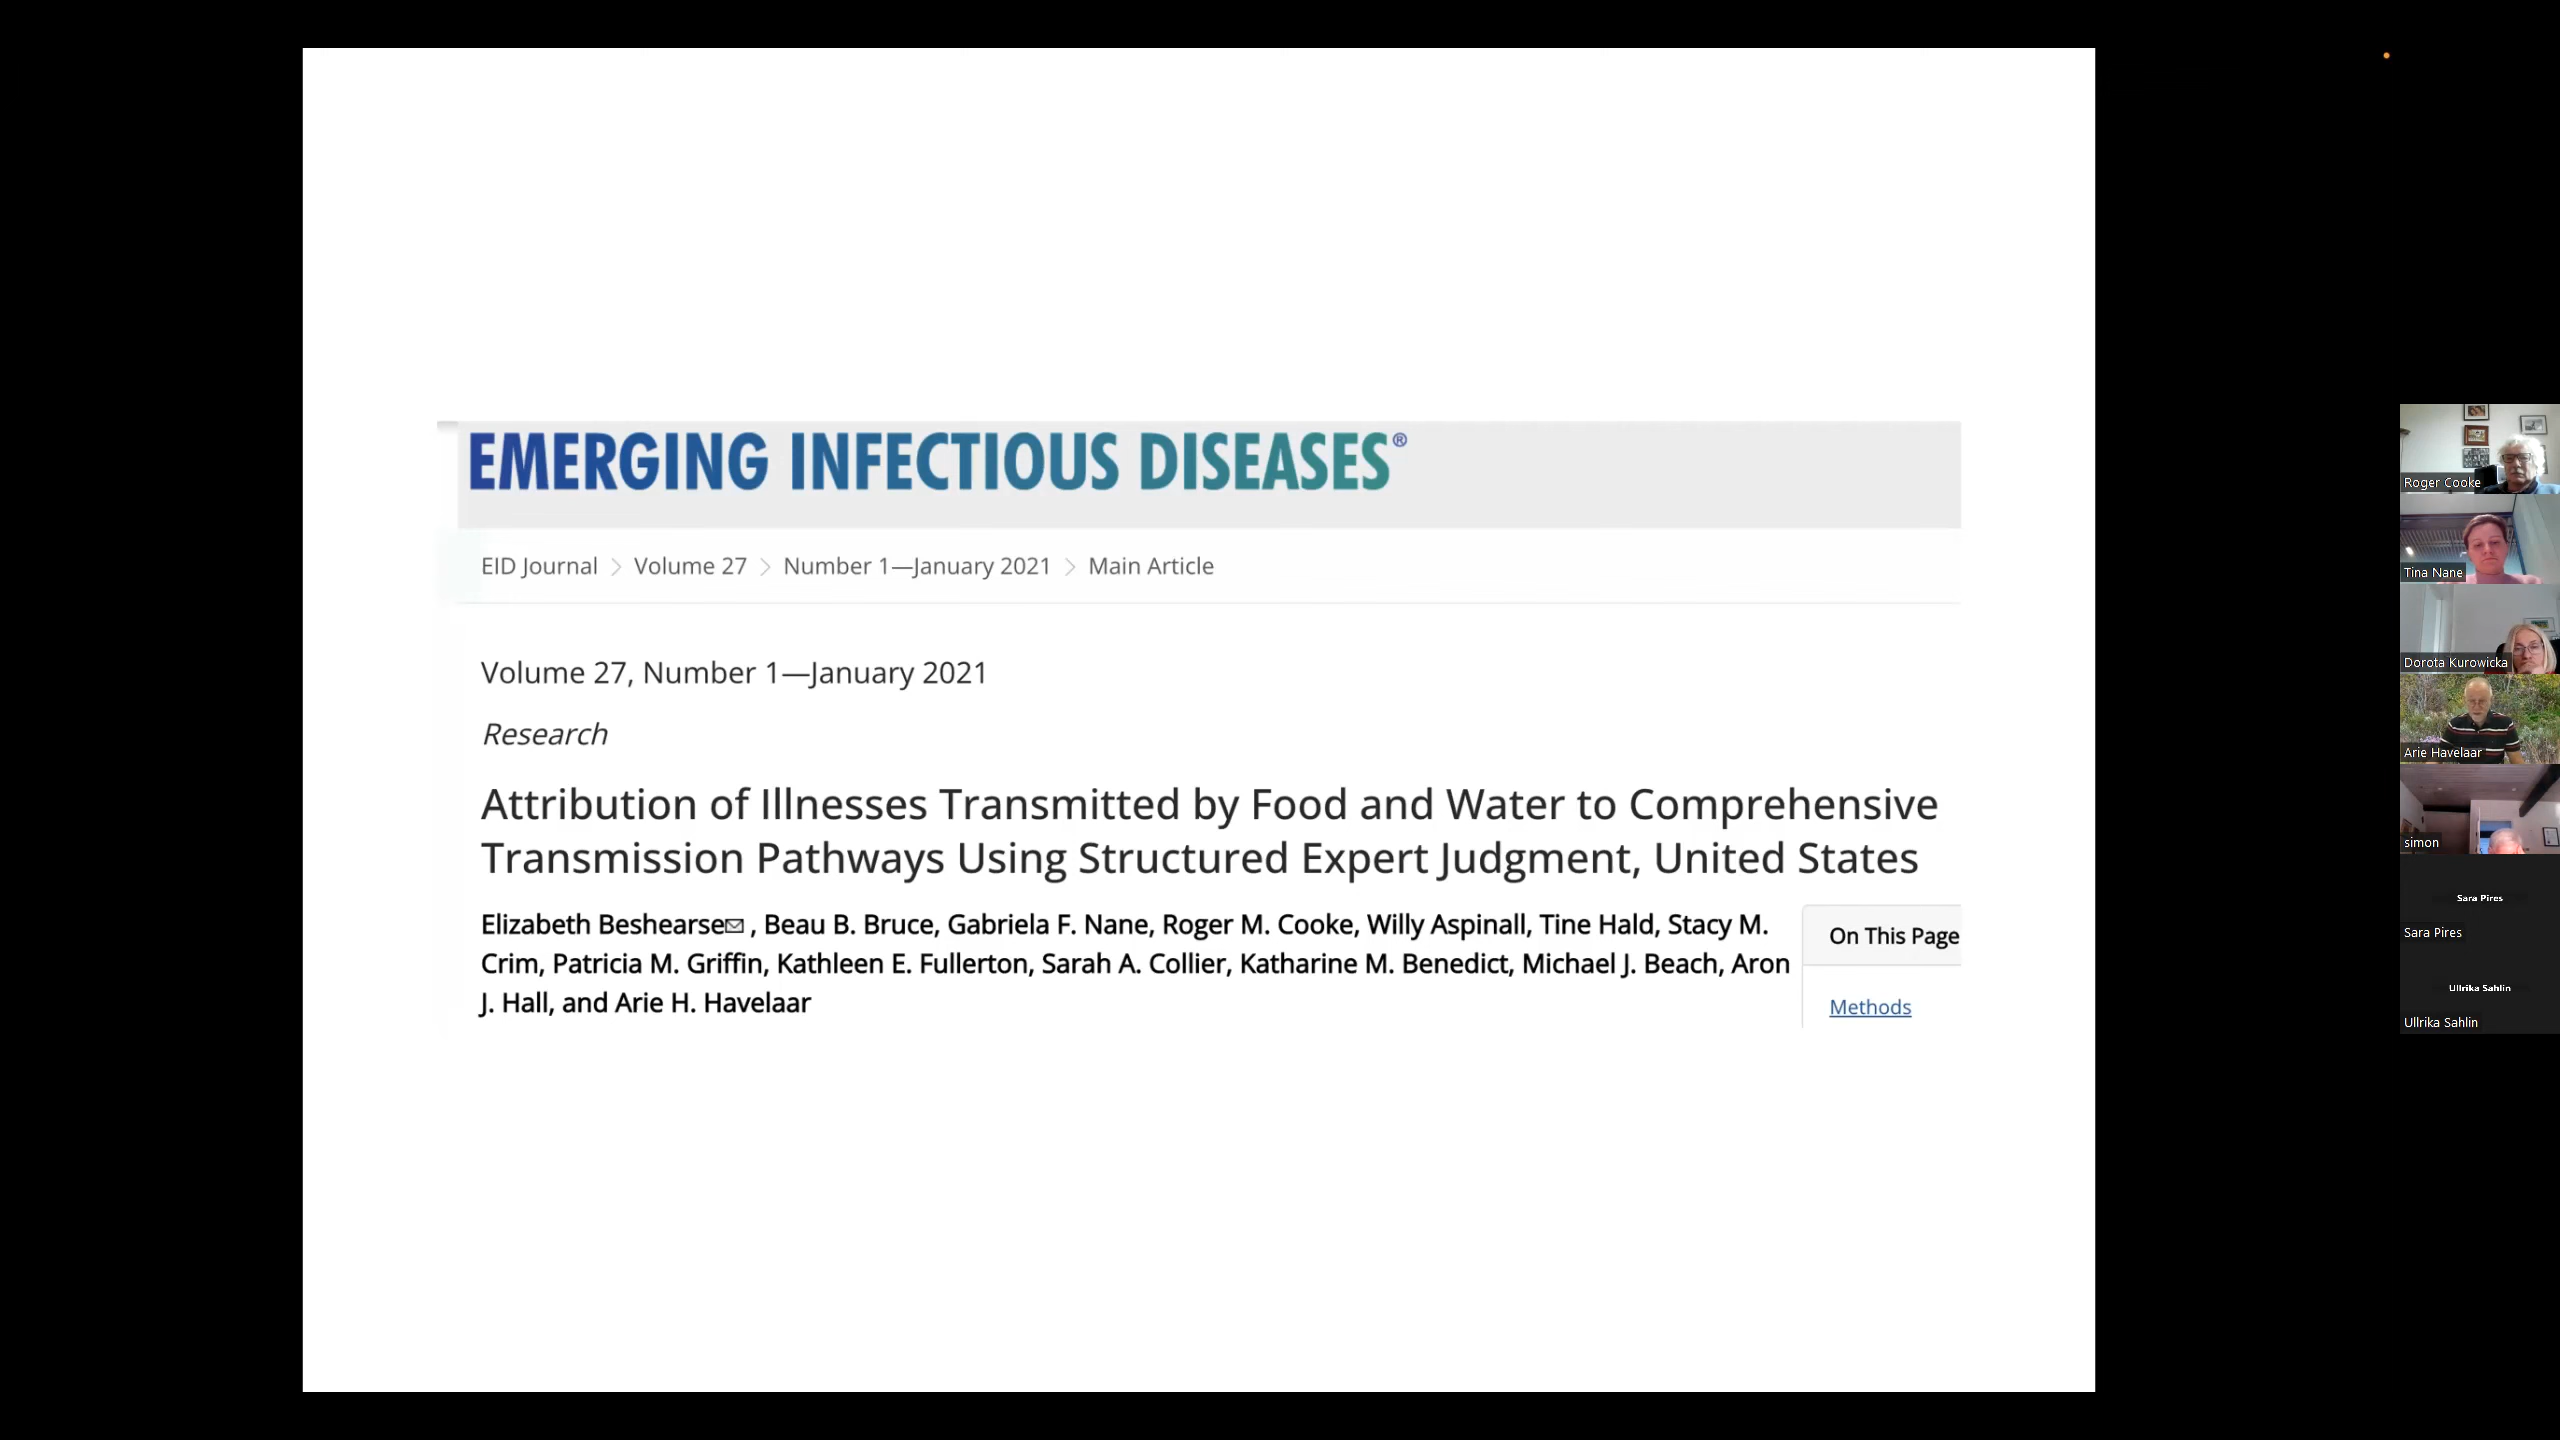 EMERGING INFECTIOUS DISEASES®
EID Journal > Volume 27 > Number 1—January 2021 > Main Article
Volume 27, Number 1—January 2021
Research
Attribution of Illnesses Transmitted by Food and Water to Comprehensive
Transmission Pathways Using Structured Expert Judgment, United States
Elizabeth Beshearse✉ , Beau B. Bruce, Gabriela F. Nane, Roger M. Cooke, Willy Aspinall, Tine Hald, Stacy M.
Crim, Patricia M. Griffin, Kathleen E. Fullerton, Sarah A. Collier, Katharine M. Benedict, Michael J. Beach, Aron
J. Hall, and Arie H. Havelaar
On This Page
Methods
Roger Cooke
Tina Nane
Dorota Kurowicka
Arie Havelaar
simon
Sara Pires
Sara Pires
Ullrika Sahlin
Ullrika Sahlin